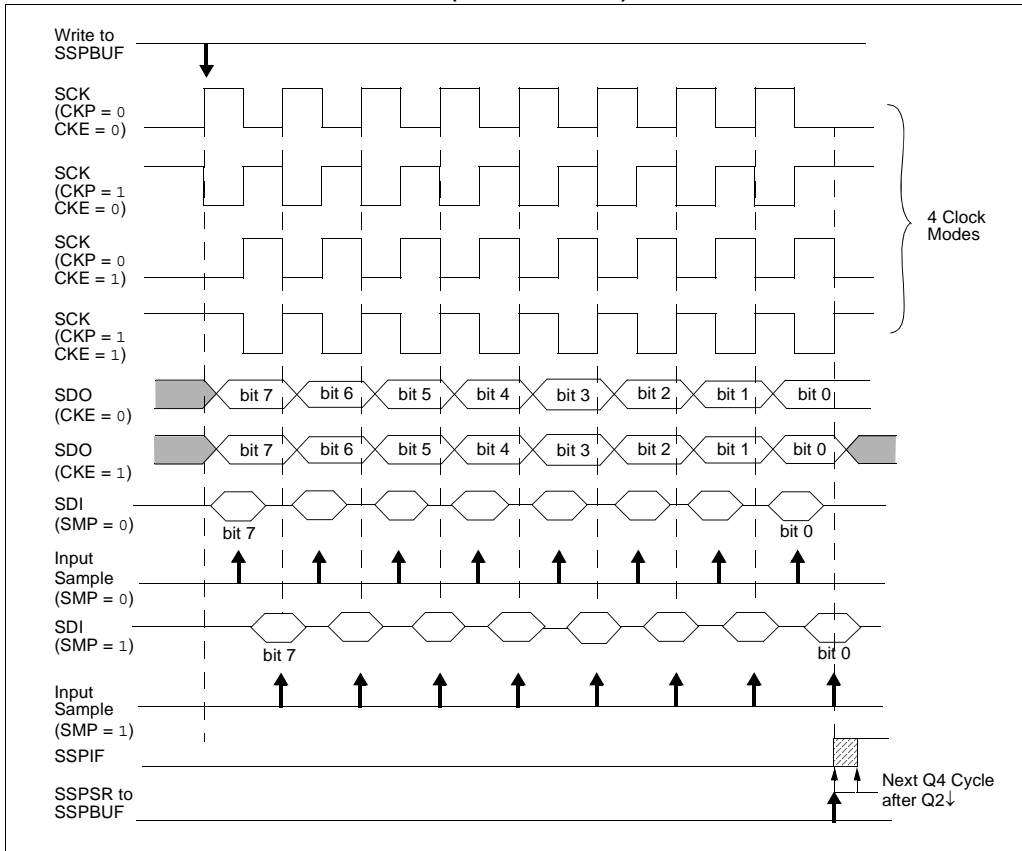 Write to
SSPBUF
SCK
(CKP = 0
CKE = 0)
SCK
(CKP = 1
CKE = 0)
SCK
(CKP = 0
CKE = 1)
SCK
(CKP = 1
CKE = 1)
4 Clock
Modes
SDO
(CKE = 0)
bit 7 bit 6 bit 5 bit 4 bit 3 bit 2 bit 1 bit 0
SDO
(CKE = 1)
bit 7 bit 6 bit 5 bit 4 bit 3 bit 2 bit 1 bit 0
SDI
(SMP = 0)
bit 7 bit 0
Input
Sample
(SMP = 0)
SDI
(SMP = 1)
bit 7 bit 0
Input
Sample
(SMP = 1)
SSPIF
SSPSR to
SSPBUF
Next Q4 Cycle
after Q2↓